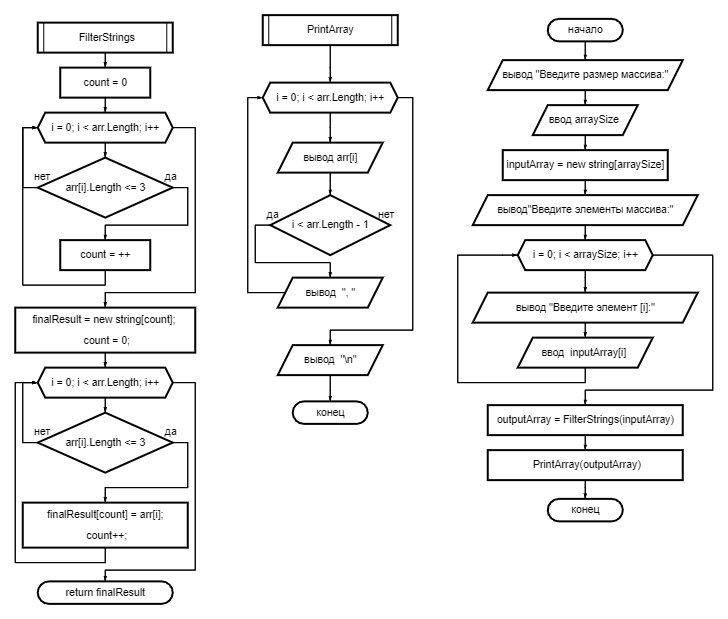 FilterStrings
count = 0
i = 0; i < arr.Length; i++
нет
да
arr[i].Length <= 3
count = ++
finalResult = new string[count];
count = 0;
i = 0; i < arr.Length; i++
нет
да
arr[i].Length <= 3
finalResult[count] = arr[i];
count++;
return finalResult
PrintArray
i = 0; i < arr.Length; i++
вывод arr[i]
да
нет
i < arr.Length - 1
вывод ", "
вывод "\n"
конец
начало
вывод "Введите размер массива:"
ввод arraySize
inputArray = new string[arraySize]
вывод"Введите элементы массива:"
i = 0; i < arraySize; i++
вывод "Введите элемент [i]:"
ввод inputArray[i]
outputArray = FilterStrings(inputArray)
PrintArray(outputArray)
конец